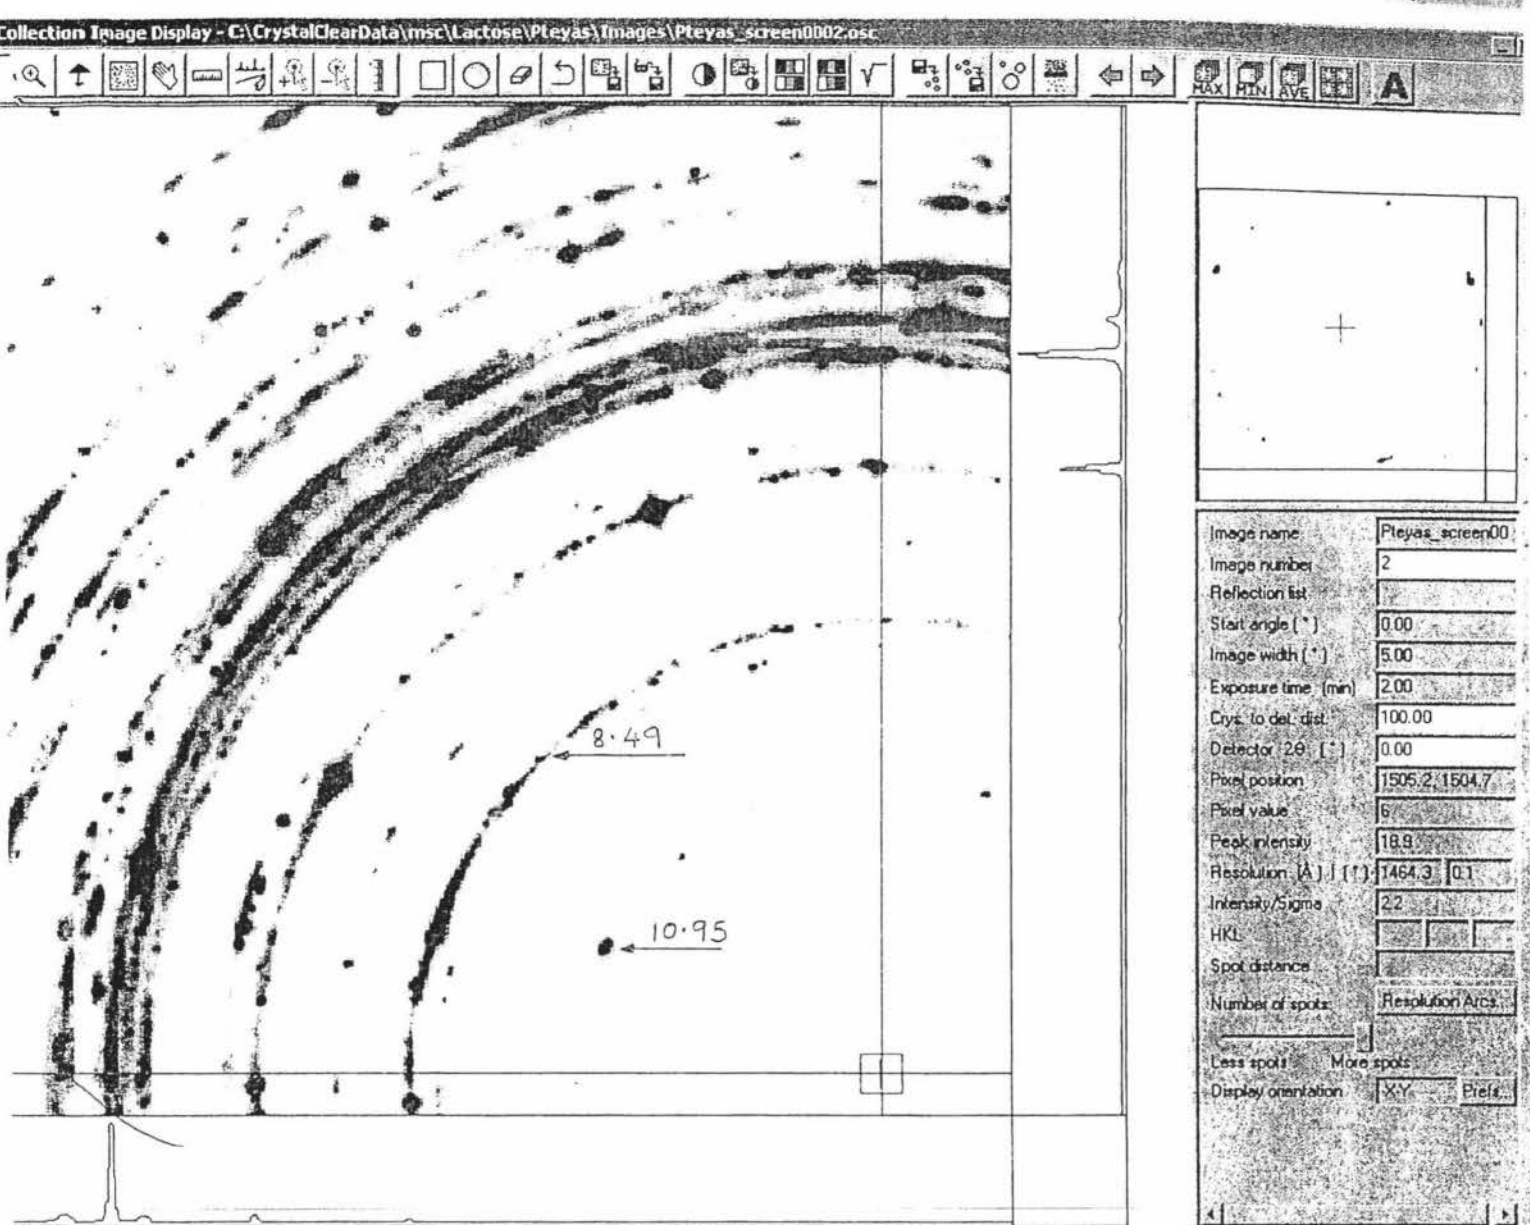 Collection Image Display - C:\CrystalClearData\msc\Lactose\Pteyas\Images\Pteyas_screen0002.osc
MAX MIN AVE A
Image name Pteyas_screen00
Image number 2
Reflection list
Start angle (°) 0.00
Image width (°) 5.00
Exposure time (min) 2.00
Crys. to det. dist. 100.00
Detector 2θ (°) 0.00
Pixel position 1505.2, 1504.7
Pixel value 6
Peak intensity 18.9
Resolution (Å) | (°) 1464.3 0.1
Intensity/Sigma 2.2
HKL
Spot distance
Number of spots Resolution Arcs...
Less spots More spots
Display orientation X-Y Prefs...
8.49
10.95